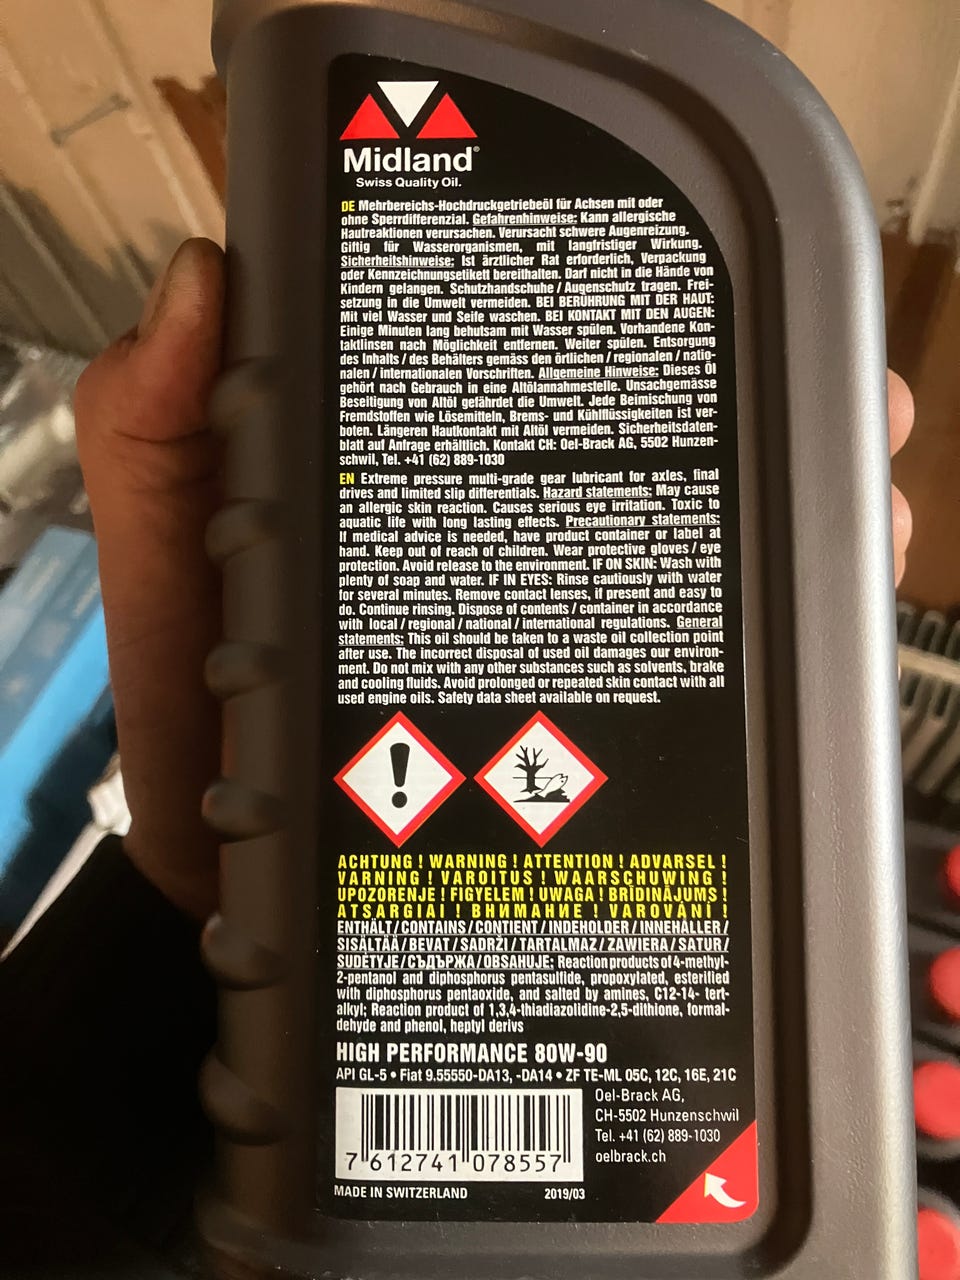 Midland®
Swiss Quality Oil.
DE Mehrbereichs-Hochdruckgetriebeöl für Achsen mit oder
ohne Sperrdifferenzial. Gefahrenhinweise: Kann allergische
Hautreaktionen verursachen. Verursacht schwere Augenreizung.
Giftig für Wasserorganismen, mit langfristiger Wirkung.
Sicherheitshinweise: Ist ärztlicher Rat erforderlich, Verpackung
oder Kennzeichnungsetikett bereithalten. Darf nicht in die Hände von
Kindern gelangen. Schutzhandschuhe / Augenschutz tragen. Frei-
setzung in die Umwelt vermeiden. BEI BERÜHRUNG MIT DER HAUT:
Mit viel Wasser und Seife waschen. BEI KONTAKT MIT DEN AUGEN:
Einige Minuten lang behutsam mit Wasser spülen. Vorhandene Kon-
taktlinsen nach Möglichkeit entfernen. Weiter spülen. Entsorgung
des Inhalts / des Behälters gemäss den örtlichen / regionalen / natio-
nalen / internationalen Vorschriften. Allgemeine Hinweise: Dieses Öl
gehört nach Gebrauch in eine Altölannahmestelle. Unsachgemässe
Beseitigung von Altöl gefährdet die Umwelt. Jede Beimischung von
Fremdstoffen wie Lösemitteln, Brems- und Kühlflüssigkeiten ist ver-
boten. Längeren Hautkontakt mit Altöl vermeiden. Sicherheitsdaten-
blatt auf Anfrage erhältlich. Kontakt CH: Oel-Brack AG, 5502 Hunzen-
schwil, Tel. +41 (62) 889-1030
EN Extreme pressure multi-grade gear lubricant for axles, final
drives and limited slip differentials. Hazard statements: May cause
an allergic skin reaction. Causes serious eye irritation. Toxic to
aquatic life with long lasting effects. Precautionary statements:
If medical advice is needed, have product container or label at
hand. Keep out of reach of children. Wear protective gloves / eye
protection. Avoid release to the environment. IF ON SKIN: Wash with
plenty of soap and water. IF IN EYES: Rinse cautiously with water
for several minutes. Remove contact lenses, if present and easy to
do. Continue rinsing. Dispose of contents / container in accordance
with local / regional / national / international regulations. General
statements: This oil should be taken to a waste oil collection point
after use. The incorrect disposal of used oil damages our environ-
ment. Do not mix with any other substances such as solvents, brake
and cooling fluids. Avoid prolonged or repeated skin contact with all
used engine oils. Safety data sheet available on request.
ACHTUNG ! WARNING ! ATTENTION ! ADVARSEL !
VARNING ! VAROITUS ! WAARSCHUWING !
UPOZORENJE ! FIGYELEM ! UWAGA ! BRĪDINĀJUMS !
ATSARGIAI ! ВНИМАНИЕ ! VAROVÁNÍ !
ENTHÄLT / CONTAINS / CONTIENT / INDEHOLDER / INNEHÅLLER /
SISÄLTÄÄ / BEVAT / SADRŽI / TARTALMAZ / ZAWIERA / SATUR /
SUDĖTYJE / СЪДЪРЖА / OBSAHUJE: Reaction products of 4-methyl-
2-pentanol and diphosphorus pentasulfide, propoxylated, esterified
with diphosphorus pentaoxide, and salted by amines, C12-14- tert-
alkyl; Reaction product of 1,3,4-thiadiazolidine-2,5-dithione, formal-
dehyde and phenol, heptyl derivs
HIGH PERFORMANCE 80W-90
API GL-5 • Fiat 9.55550-DA13, -DA14 • ZF TE-ML 05C, 12C, 16E, 21C
Oel-Brack AG,
CH-5502 Hunzenschwil
Tel. +41 (62) 889-1030
oelbrack.ch
7 612741 078557
MADE IN SWITZERLAND 2019/03